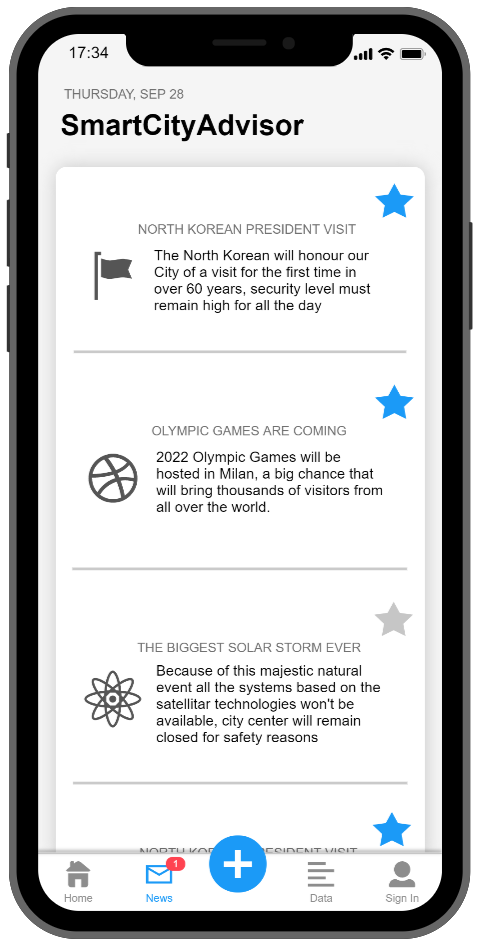 17:34
THURSDAY, SEP 28
SmartCityAdvisor
NORTH KOREAN PRESIDENT VISIT
The North Korean will honour our
City of a visit for the first time in
over 60 years, security level must
remain high for all the day
OLYMPIC GAMES ARE COMING
2022 Olympic Games will be
hosted in Milan, a big chance that
will bring thousands of visitors from
all over the world.
THE BIGGEST SOLAR STORM EVER
Because of this majestic natural
event all the systems based on the
satellitar technologies won't be
available, city center will remain
closed for safety reasons
NORTH PRESIDENT VISIT
1
Home
News
Data
Sign In